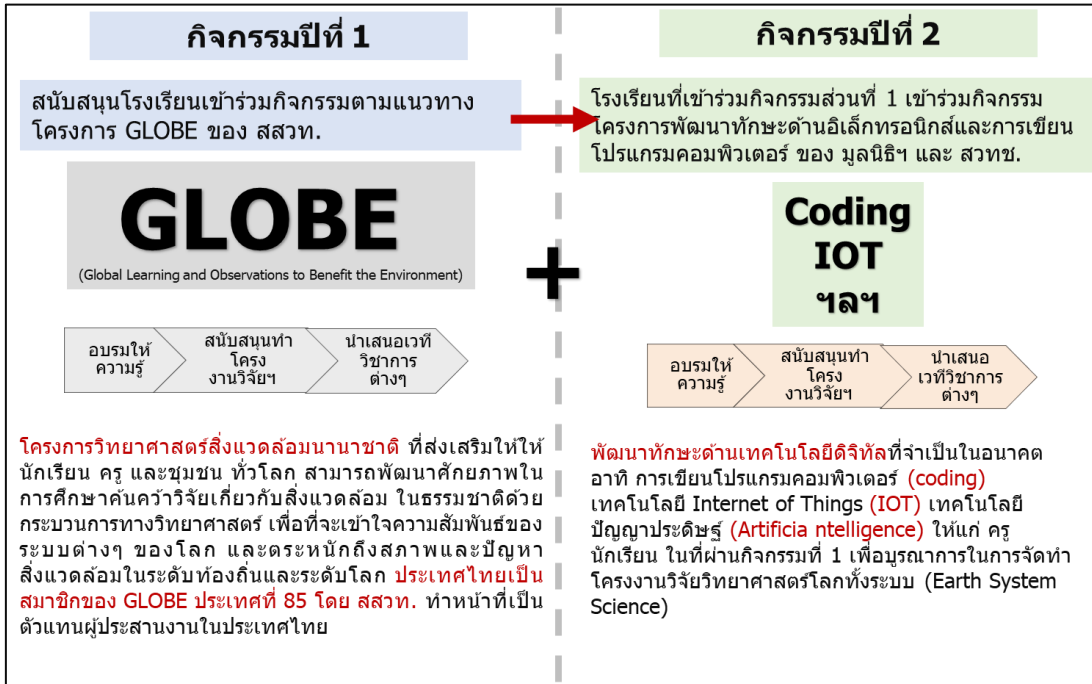 กิจกรรมปีที่ 1
สนับสนุนโรงเรียนเข้าร่วมกิจกรรมตามแนวทาง
โครงการ GLOBE ของ สสวท.
GLOBE
(Global Learning and Observations to Benefit the Environment)
อบรมให้
ความรู้
สนับสนุนทำ
โครง
งานวิจัยฯ
นำเสนอเวที
วิชาการ
ต่างๆ
โครงการวิทยาศาสตร์สิ่งแวดล้อมนานาชาติ ที่ส่งเสริมให้ให้
นักเรียน ครู และชุมชน ทั่วโลก สามารถพัฒนาศักยภาพใน
การศึกษาค้นคว้าวิจัยเกี่ยวกับสิ่งแวดล้อม ในธรรมชาติด้วย
กระบวนการทางวิทยาศาสตร์ เพื่อที่จะเข้าใจความสัมพันธ์ของ
ระบบต่างๆ ของโลก และตระหนักถึงสภาพและปัญหา
สิ่งแวดล้อมในระดับท้องถิ่นและระดับโลก ประเทศไทยเป็น
สมาชิกของ GLOBE ประเทศที่ 85 โดย สสวท. ทำหน้าที่เป็น
ตัวแทนผู้ประสานงานในประเทศไทย
+
กิจกรรมปีที่ 2
โรงเรียนที่เข้าร่วมกิจกรรมส่วนที่ 1 เข้าร่วมกิจกรรม
โครงการพัฒนาทักษะด้านอิเล็กทรอนิกส์และการเขียน
โปรแกรมคอมพิวเตอร์ ของ มูลนิธิฯ และ สวทช.
Coding
IOT
ฯลฯ
อบรมให้
ความรู้
สนับสนุนทำ
โครง
งานวิจัยฯ
นำเสนอ
เวทีวิชาการ
ต่างๆ
พัฒนาทักษะด้านเทคโนโลยีดิจิทัลที่จำเป็นในอนาคต
อาทิ การเขียนโปรแกรมคอมพิวเตอร์ (coding)
เทคโนโลยี Internet of Things (IOT) เทคโนโลยี
ปัญญาประดิษฐ์ (Artificia ntelligence) ให้แก่ ครู
นักเรียน ในที่ผ่านกิจกรรมที่ 1 เพื่อบูรณาการในการจัดทำ
โครงงานวิจัยวิทยาศาสตร์โลกทั้งระบบ (Earth System
Science)